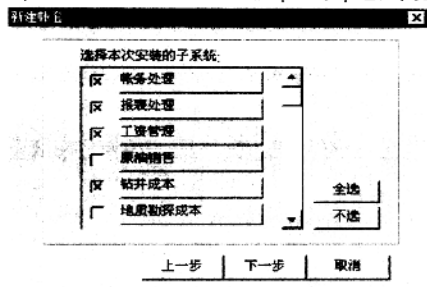 新建帐套
选择本次安装的子系统:
帐务处理
报表处理
工资管理
原油销售
钻井成本
地质勘探成本
全选
不选
上一步
下一步
取消